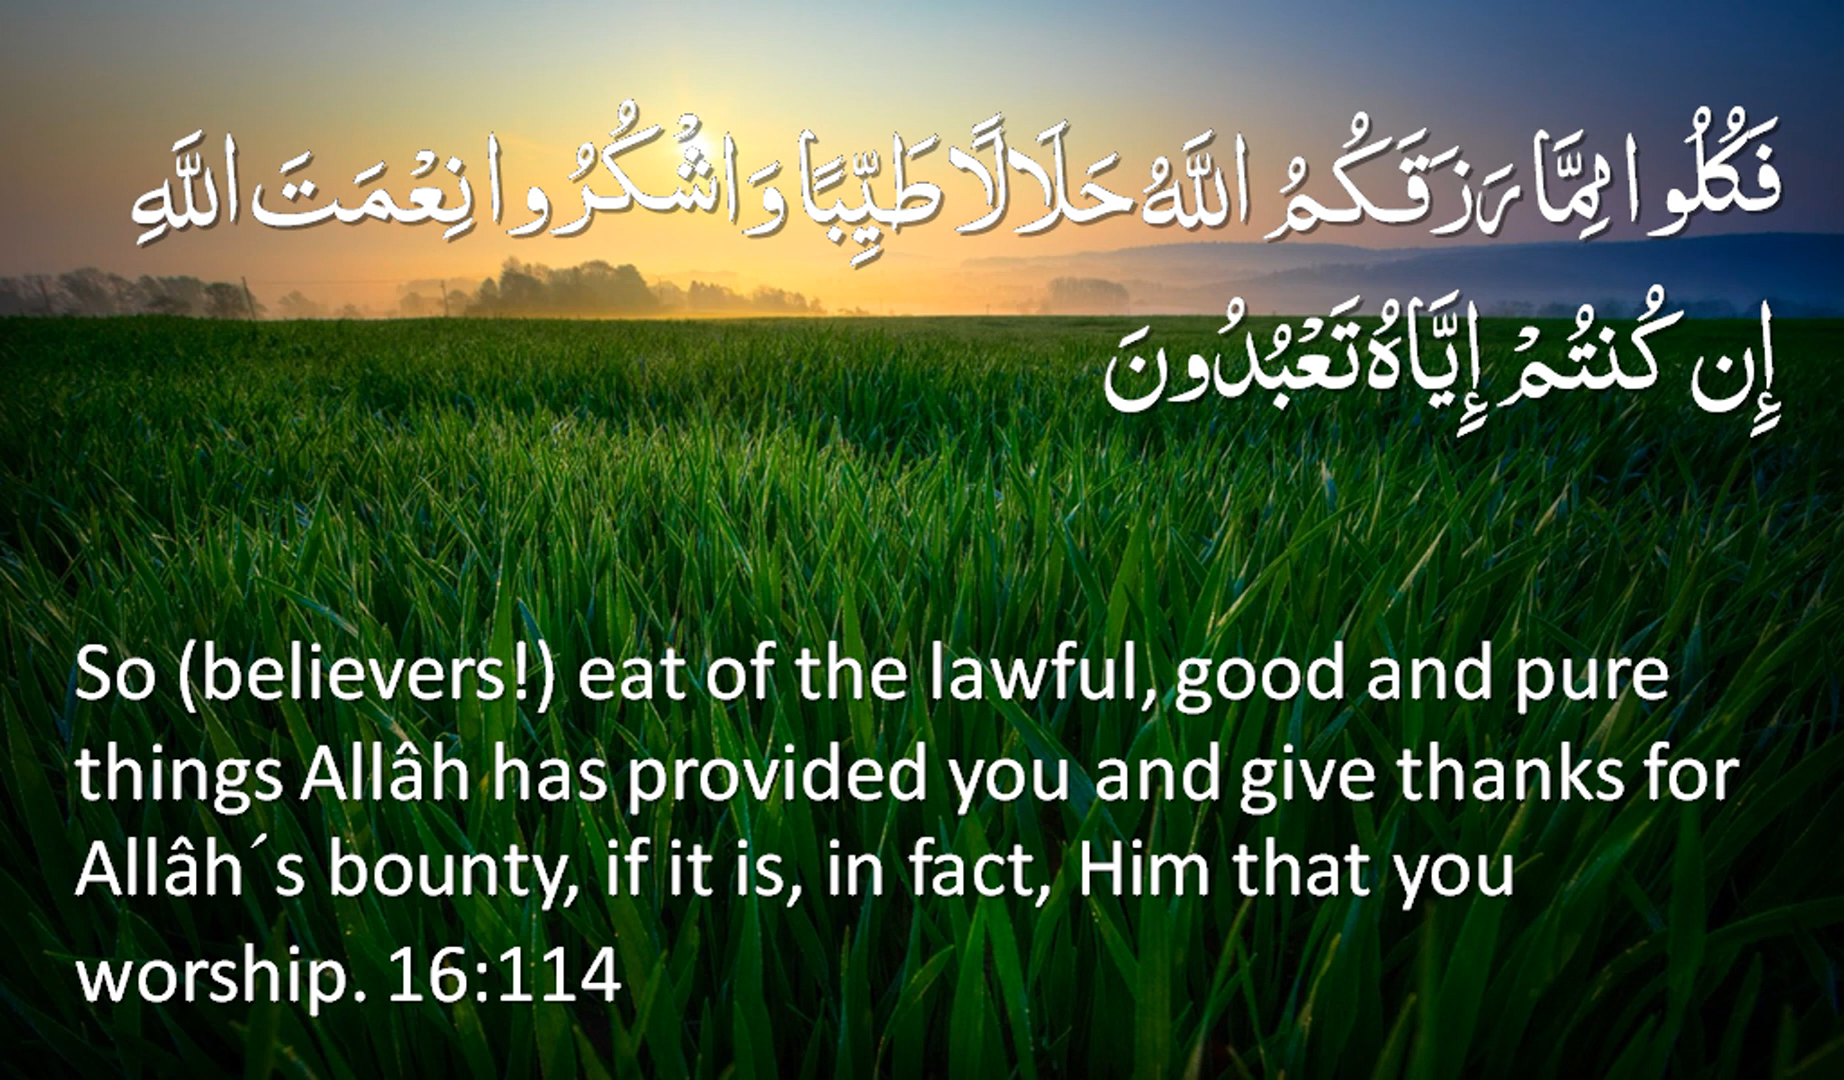 فَكُلُوا مِمَّا رَزَقَكُمُ اللَّهُ حَلَالًا طَيِّبًا وَاشْكُرُوا نِعْمَتَ اللَّهِ
إِن كُنتُمْ إِيَّاهُ تَعْبُدُونَ
So (believers!) eat of the lawful, good and pure
things Allâh has provided you and give thanks for
Allâh´s bounty, if it is, in fact, Him that you
worship. 16:114